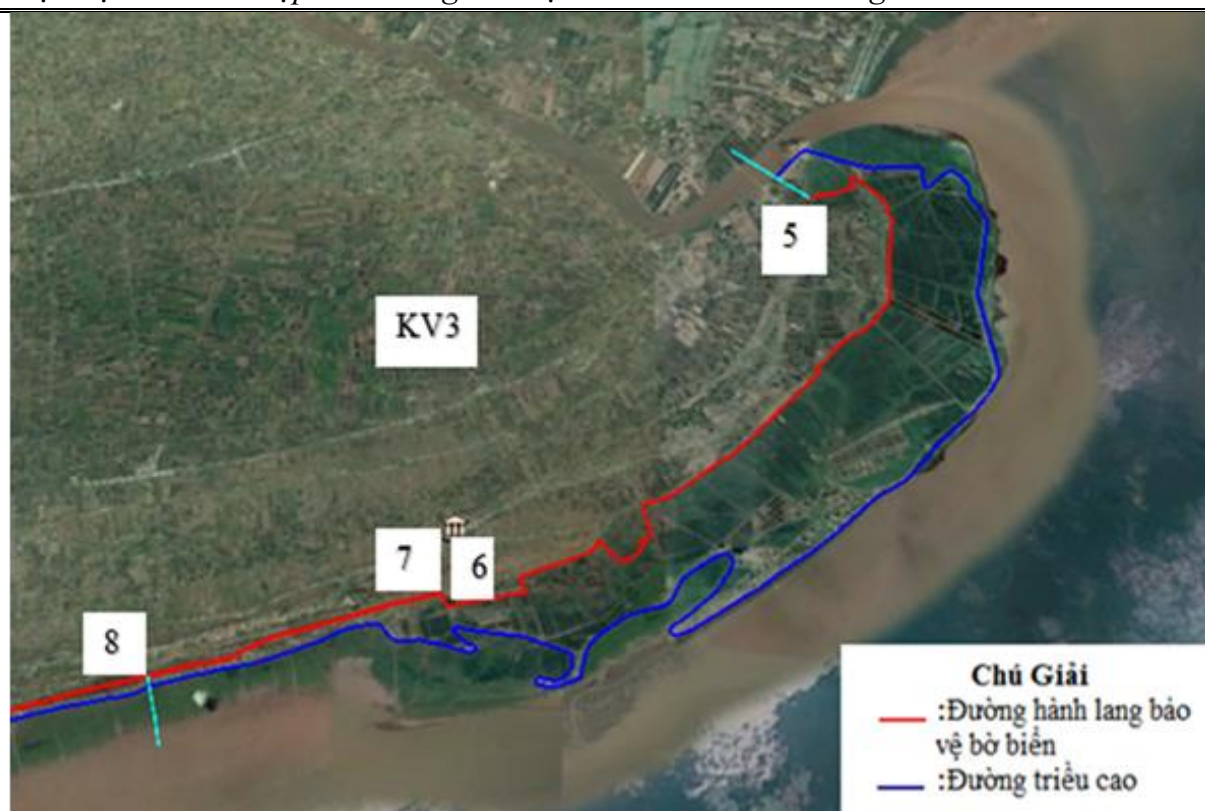 5
KV3
7
6
8
Chú Giải
:Đường hành lang bảo
vệ bờ biển
:Đường triều cao